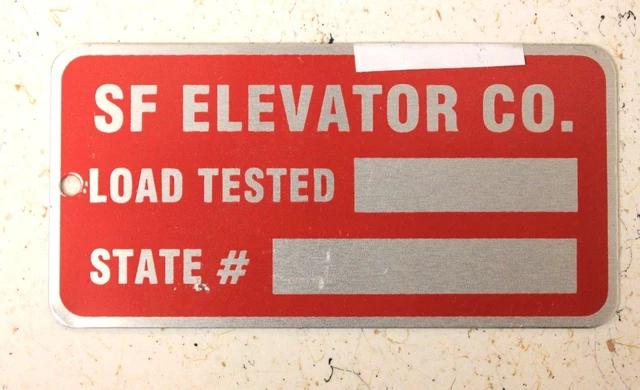 SF ELEVATOR CO.
LOAD TESTED
STATE #